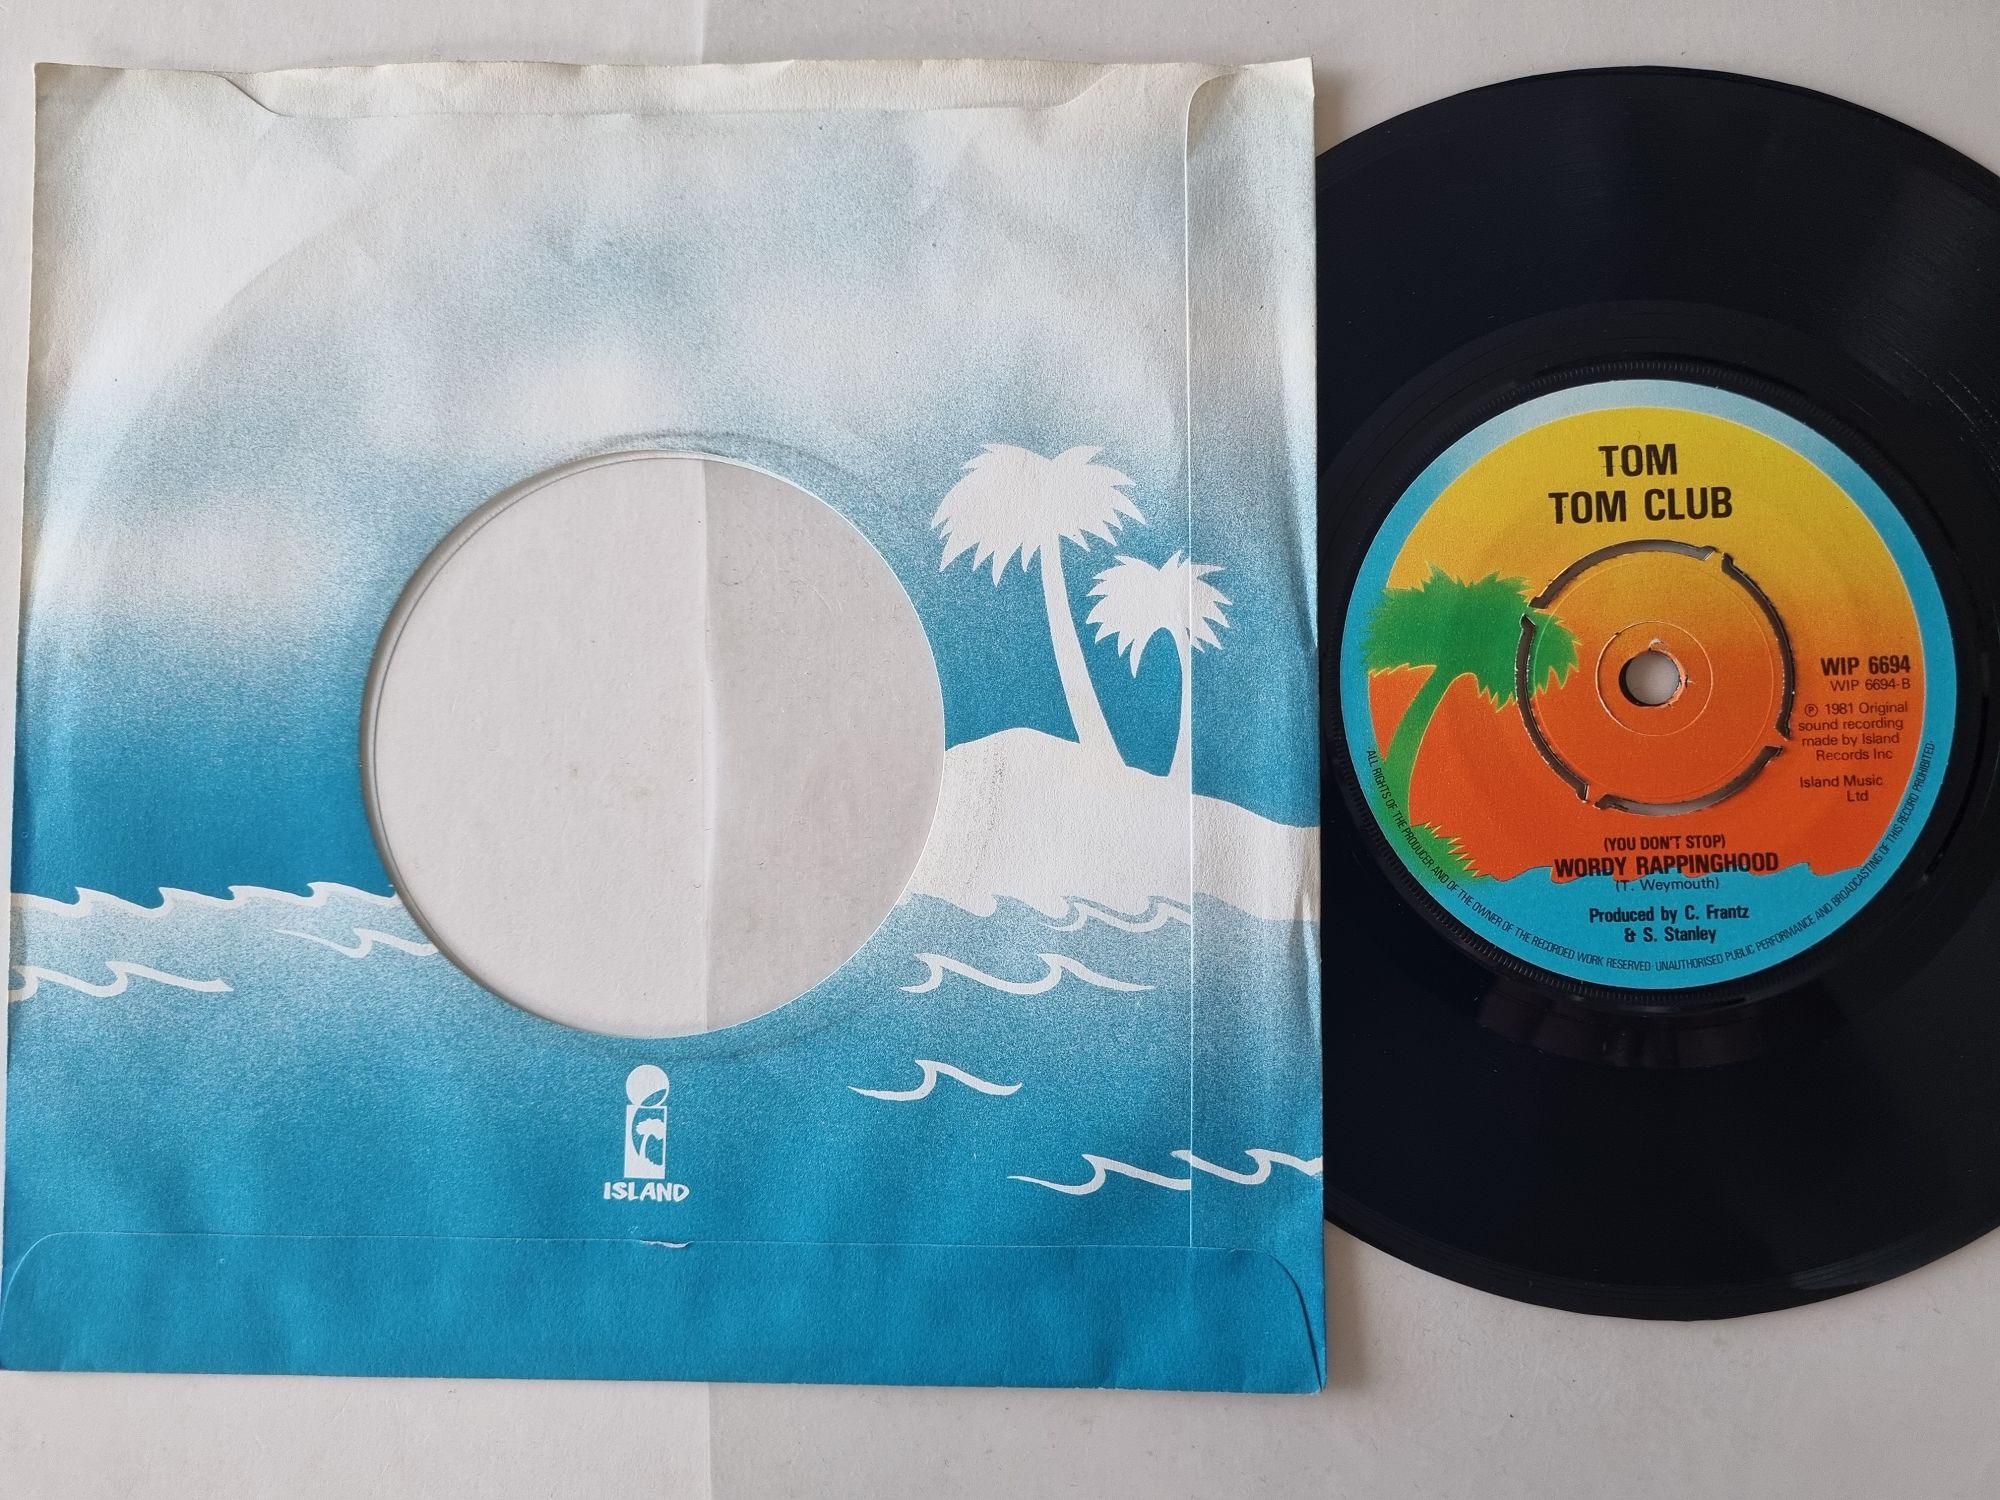 ISLAND
TOM
TOM CLUB
WIP 6694
WIP 6694-B
℗ 1981 Original
sound recording
made by Island
Records Inc
Island Music
Ltd
(YOU DON'T STOP)
WORDY RAPPINGHOOD
(T. Weymouth)
Produced by C. Frantz
& S. Stanley
ALL RIGHTS OF THE PRODUCER AND OF THE OWNER OF THE RECORDED WORK RESERVED · UNAUTHORISED PUBLIC PERFORMANCE AND BROADCASTING OF THIS RECORD PROHIBITED·